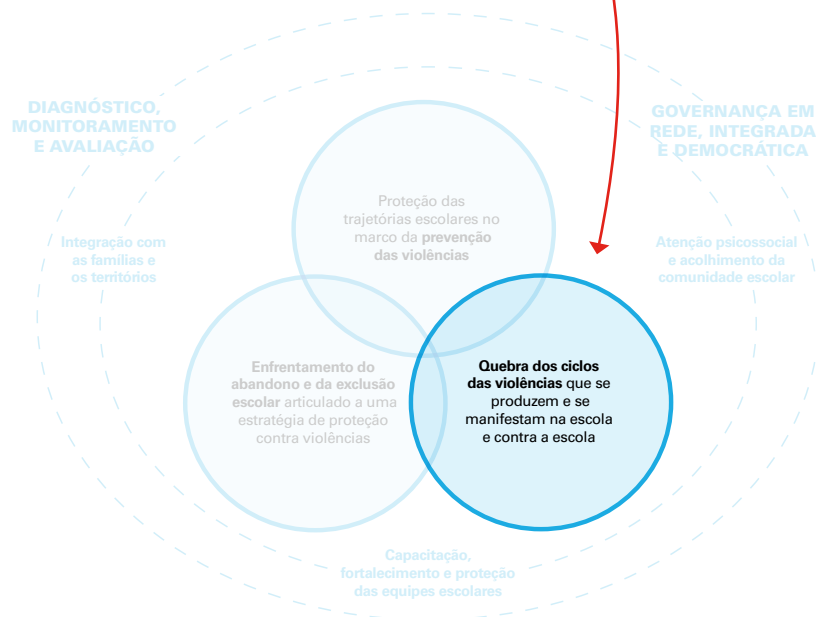 DIAGNÓSTICO,
MONITORAMENTO
E AVALIAÇÃO
GOVERNANÇA EM
REDE, INTEGRADA
E DEMOCRÁTICA
Proteção das
trajetórias escolares no
marco da prevenção
das violências
Integração com
as famílias e
os territórios
Atenção psicossocial
e acolhimento da
comunidade escolar
Enfrentamento do
abandono e da exclusão
escolar articulado a uma
estratégia de proteção
contra violências
Quebra dos ciclos
das violências que se
produzem e se
manifestam na escola
e contra a escola
Capacitação,
fortalecimento e proteção
das equipes escolares